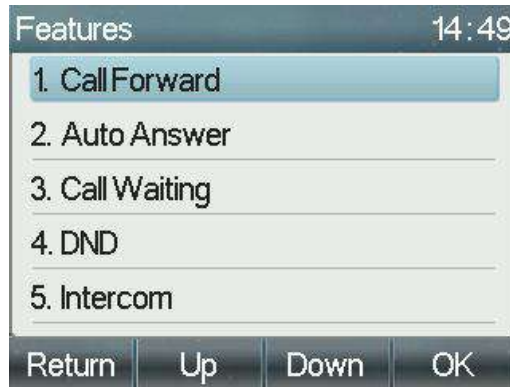 Features 14:49
1. Call Forward
2. Auto Answer
3. Call Waiting
4. DND
5. Intercom
Return Up Down OK